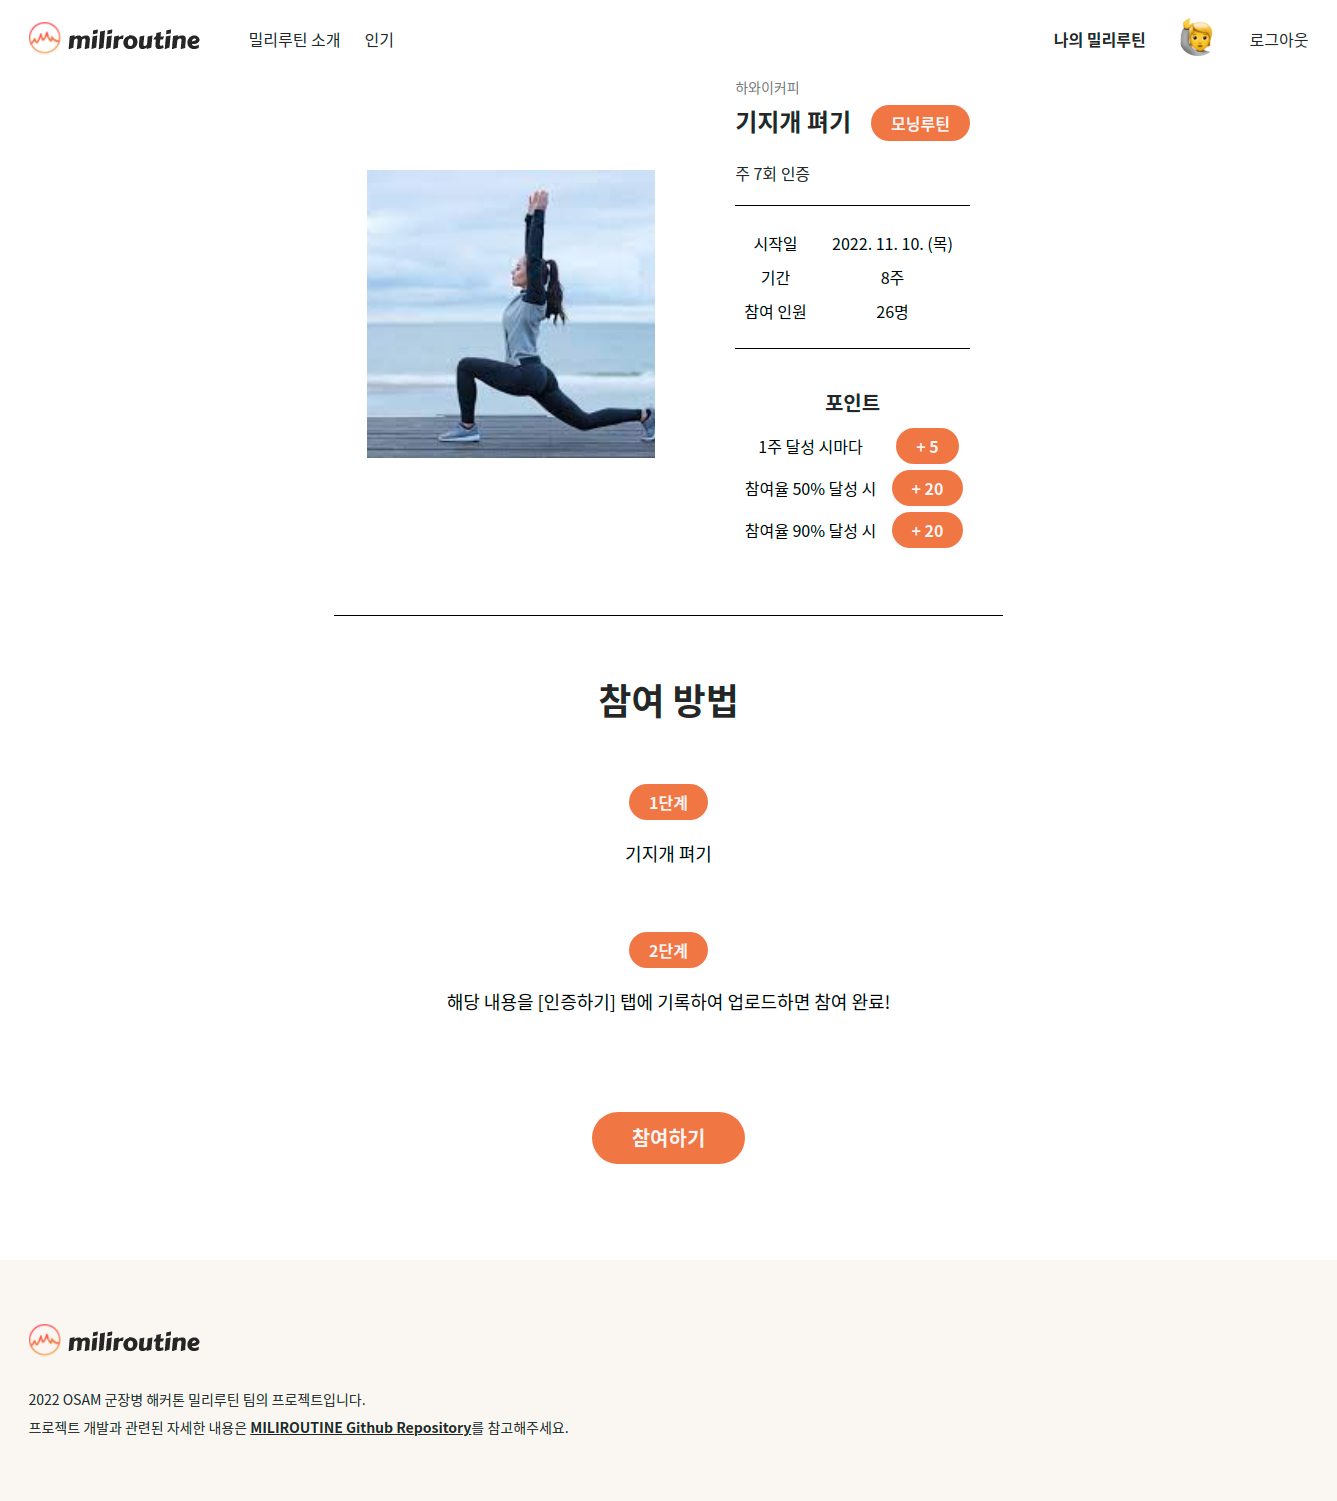 miliroutine
밀리루틴 소개
인기
나의 밀리루틴
로그아웃
하와이커피
기지개 펴기
모닝루틴
주 7회 인증
시작일 2022. 11. 10. (목)
기간 8주
참여 인원 26명
포인트
1주 달성 시마다 + 5
참여율 50% 달성 시 + 20
참여율 90% 달성 시 + 20
참여 방법
1단계
기지개 펴기
2단계
해당 내용을 [인증하기] 탭에 기록하여 업로드하면 참여 완료!
참여하기
miliroutine
2022 OSAM 군장병 해커톤 밀리루틴 팀의 프로젝트입니다.
프로젝트 개발과 관련된 자세한 내용은 MILIROUTINE Github Repository를 참고해주세요.